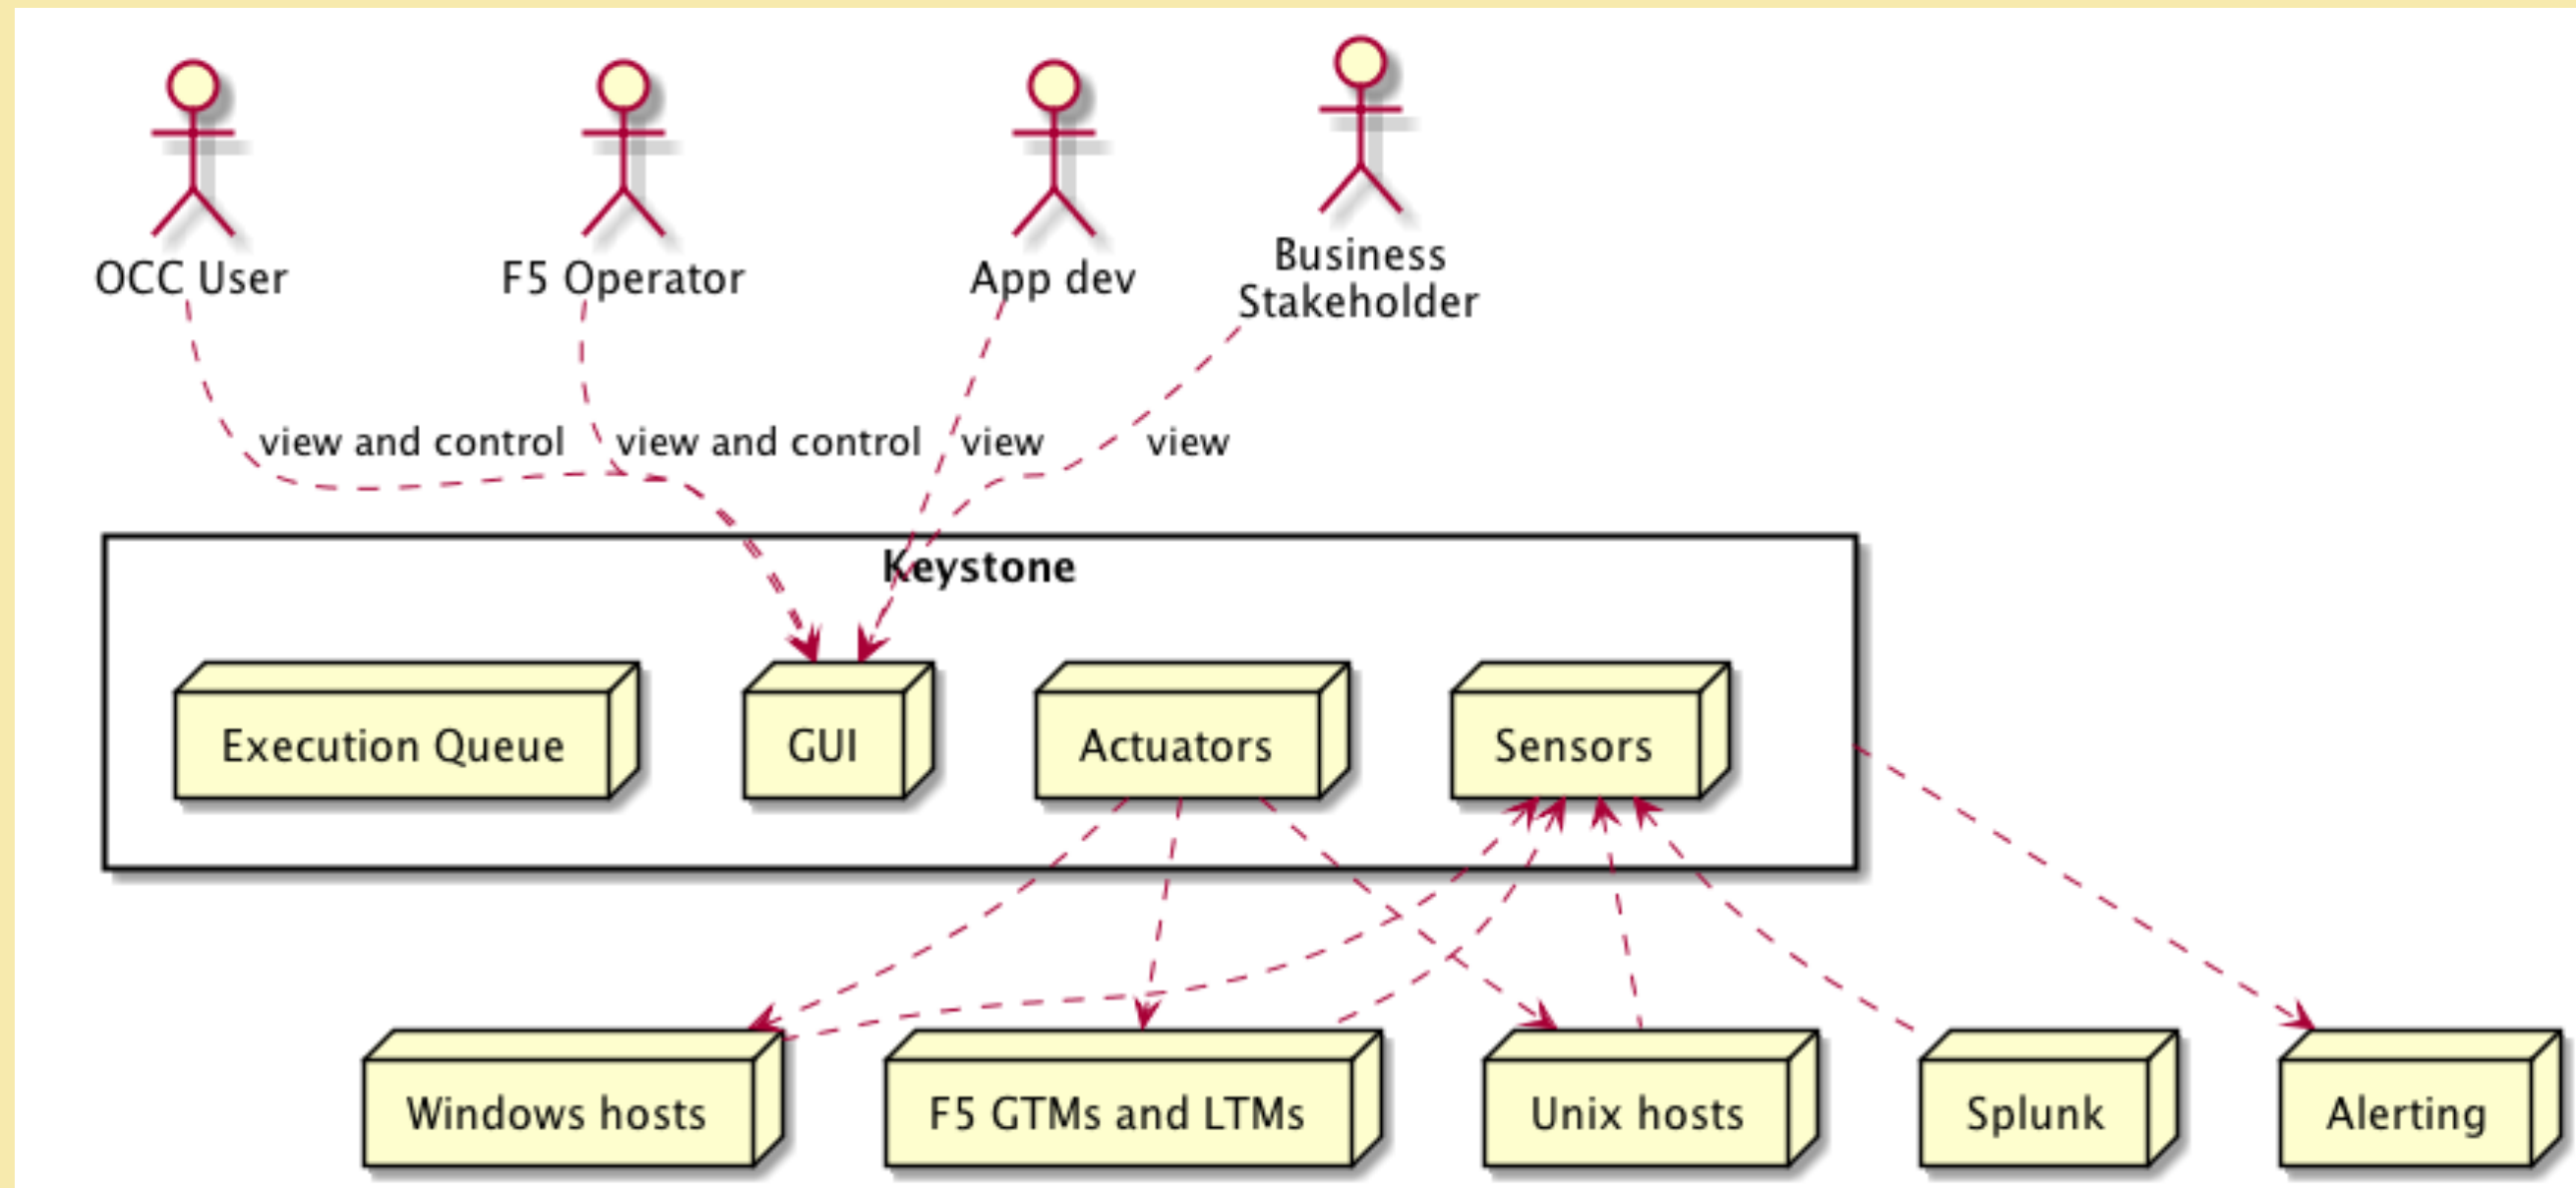 OCC User
F5 Operator
App dev
Business
Stakeholder
view and control
view and control
view
view
Keystone
Execution Queue
GUI
Actuators
Sensors
Windows hosts
F5 GTMs and LTMs
Unix hosts
Splunk
Alerting